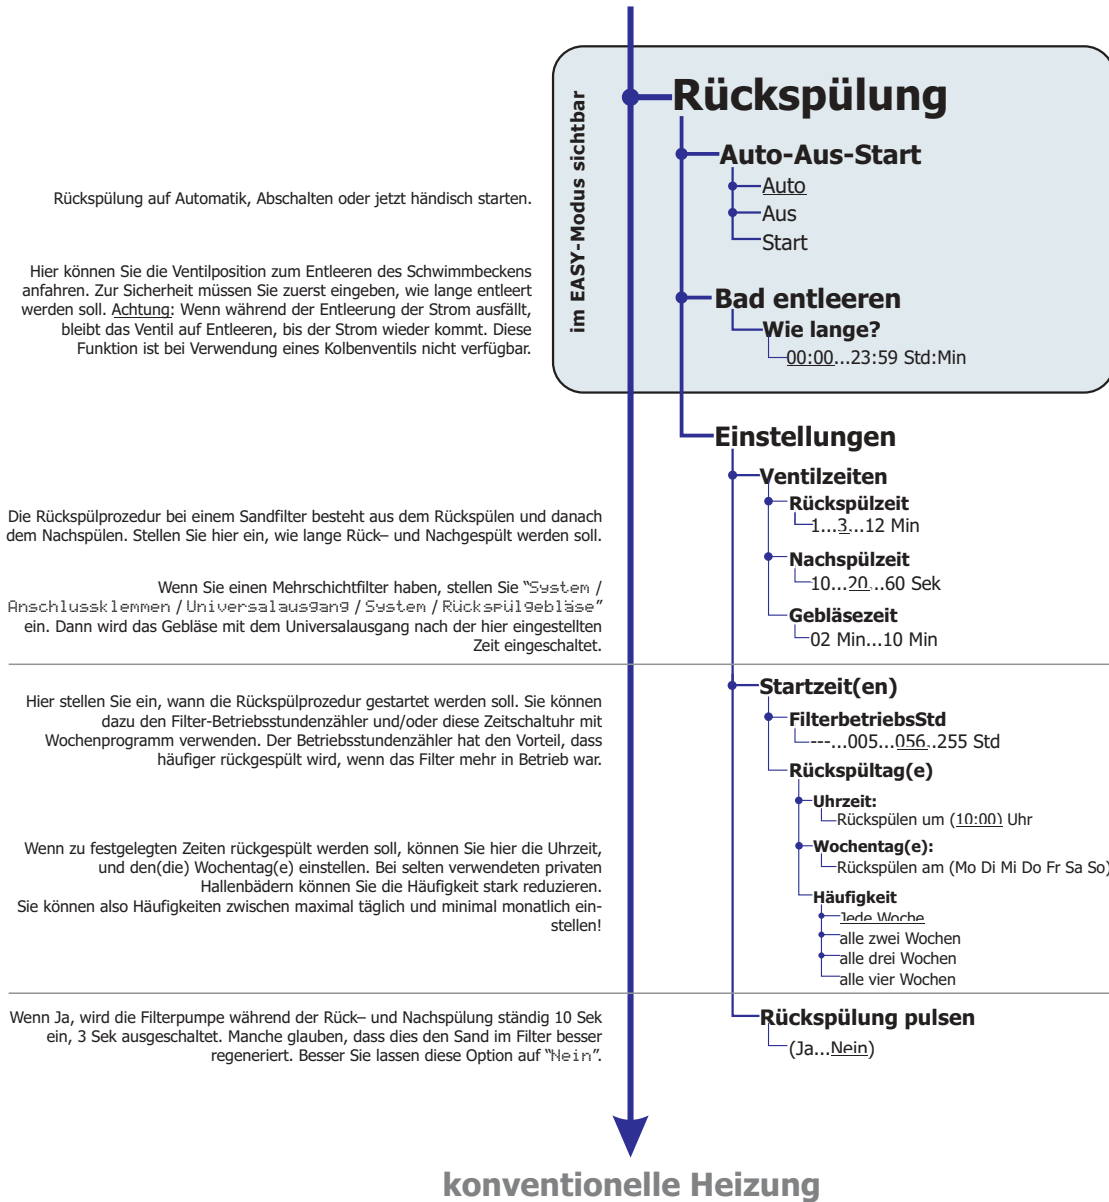 im EASY-Modus sichtbar
Rückspülung
Auto-Aus-Start
Rückspülung auf Automatik, Abschalten oder jetzt händisch starten.
Auto
Aus
Start
Hier können Sie die Ventilposition zum Entleeren des Schwimmbeckens
anfahren. Zur Sicherheit müssen Sie zuerst eingeben, wie lange entleert
werden soll. Achtung: Wenn während der Entleerung der Strom ausfällt,
bleibt das Ventil auf Entleeren, bis der Strom wieder kommt. Diese
Funktion ist bei Verwendung eines Kolbenventils nicht verfügbar.
Bad entleeren
Wie lange?
00:00...23:59 Std:Min
Einstellungen
Ventilzeiten
Die Rückspülprozedur bei einem Sandfilter besteht aus dem Rückspülen und danach
dem Nachspülen. Stellen Sie hier ein, wie lange Rück– und Nachgespült werden soll.
Rückspülzeit
1...3...12 Min
Nachspülzeit
10...20...60 Sek
Wenn Sie einen Mehrschichtfilter haben, stellen Sie "System /
Anschlussklemmen / Universalausgang / System / Rückspülgebläse"
ein. Dann wird das Gebläse mit dem Universalausgang nach der hier eingestellten
Zeit eingeschaltet.
Gebläsezeit
02 Min...10 Min
Hier stellen Sie ein, wann die Rückspülprozedur gestartet werden soll. Sie können
dazu den Filter-Betriebsstundenzähler und/oder diese Zeitschaltuhr mit
Wochenprogramm verwenden. Der Betriebsstundenzähler hat den Vorteil, dass
häufiger rückgespült wird, wenn das Filter mehr in Betrieb war.
Startzeit(en)
FilterbetriebsStd
---...005...056..255 Std
Rückspültag(e)
Uhrzeit:
Rückspülen um (10:00) Uhr
Wenn zu festgelegten Zeiten rückgespült werden soll, können Sie hier die Uhrzeit,
und den(die) Wochentag(e) einstellen. Bei selten verwendeten privaten
Hallenbädern können Sie die Häufigkeit stark reduzieren.
Sie können also Häufigkeiten zwischen maximal täglich und minimal monatlich ein-
stellen!
Wochentag(e):
Rückspülen am (Mo Di Mi Do Fr Sa So)
Häufigkeit
Jede Woche
alle zwei Wochen
alle drei Wochen
alle vier Wochen
Wenn Ja, wird die Filterpumpe während der Rück– und Nachspülung ständig 10 Sek
ein, 3 Sek ausgeschaltet. Manche glauben, dass dies den Sand im Filter besser
regeneriert. Besser Sie lassen diese Option auf "Nein".
Rückspülung pulsen
(Ja...Nein)
konventionelle Heizung